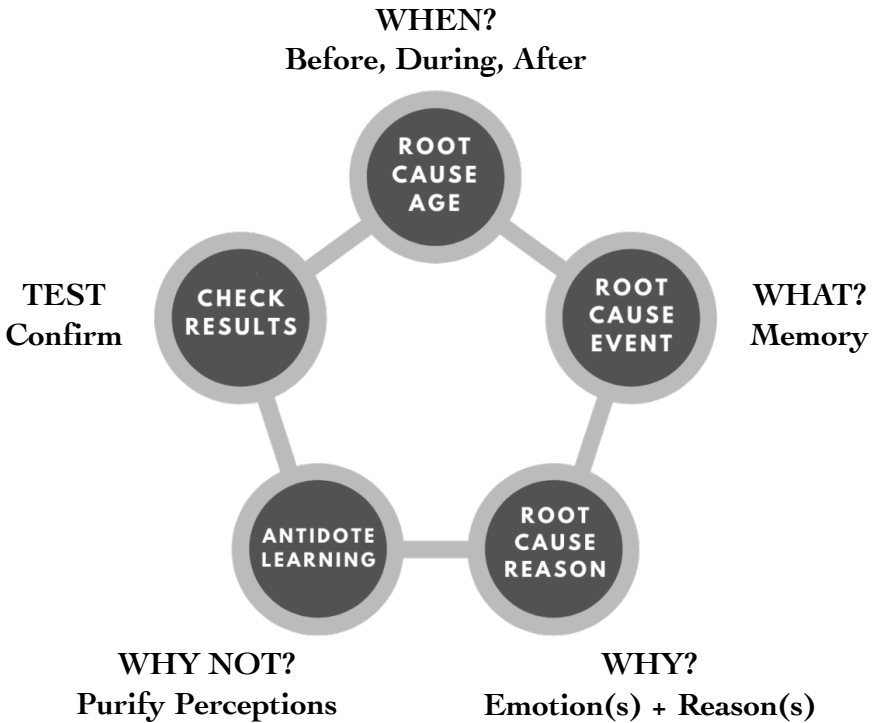 WHEN?
Before, During, After
ROOT
CAUSE
AGE
ROOT
CAUSE
EVENT
WHAT?
Memory
ROOT
CAUSE
REASON
WHY?
Emotion(s) + Reason(s)
ANTIDOTE
LEARNING
WHY NOT?
Purify Perceptions
CHECK
RESULTS
TEST
Confirm